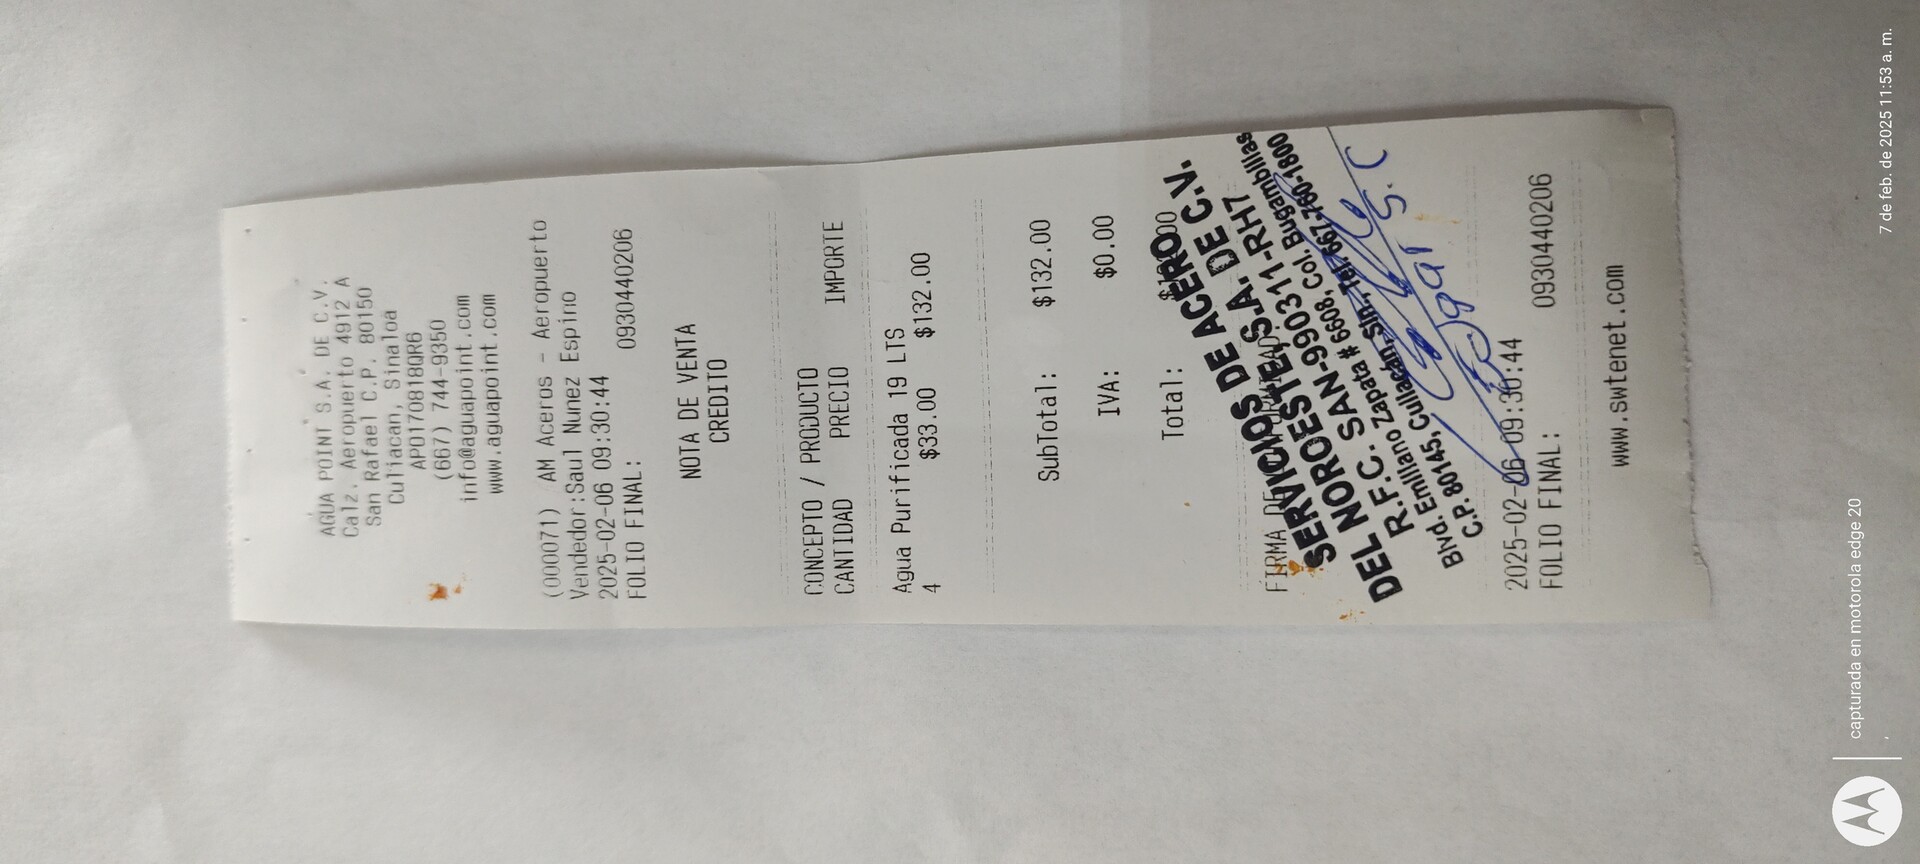 AGUA POINT S.A. DE C.V.
Calz. Aeropuerto 4912 A
San Rafael C.P. 80150
Culiacan, Sinaloa
APO170818QR6
(667) 744-9350
info@aguapoint.com
www.aguapoint.com
(000071) AM Aceros - Aeropuerto
Vendedor:Saul Nunez Espino
2025-02-06 09:30:44
FOLIO FINAL: 0930440206
NOTA DE VENTA
CREDITO
CONCEPTO / PRODUCTO
CANTIDAD PRECIO IMPORTE
Agua Purificada 19 LTS
4 $33.00 $132.00
SubTotal: $132.00
IVA: $0.00
Total:
FIRMA DE
SERVICIOS DE ACERO
DEL NOROESTE, S.A. DE C.V.
R.F.C. SAN-990311-RH7
Blvd. Emiliano Zapata # 6608, Col. Bugambilias
C.P. 80145, Culiacán, Sin., Tel. 667-760-1800
Edgar S.C
2025-02-06 09:30:44
FOLIO FINAL: 0930440206
www.swtenet.com
capturada en motorola edge 20
7 de feb. de 2025 11:53 a. m.